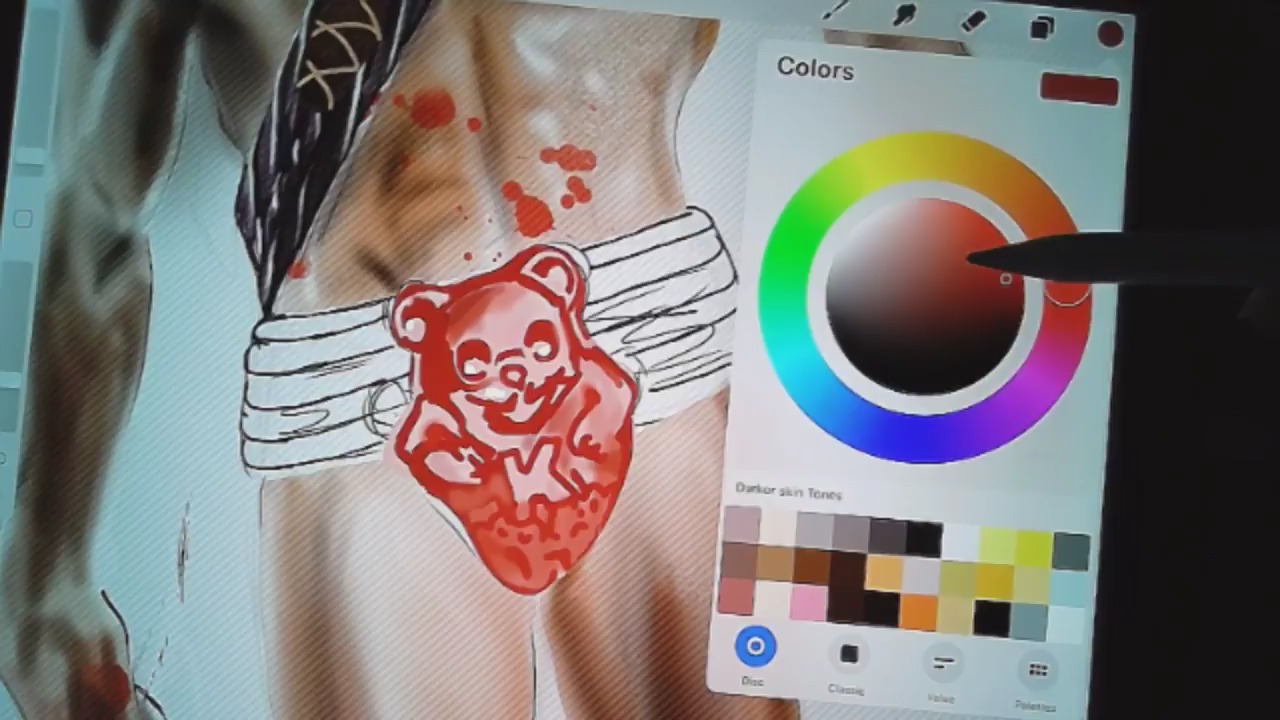 Colors
Darker skin Tones
Disc
Classic
Value
Palettes